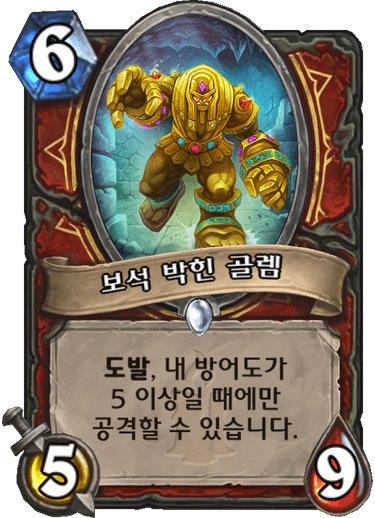 6
보석 박힌 골렘
도발, 내 방어도가
5 이상일 때에만
공격할 수 있습니다.
5
9